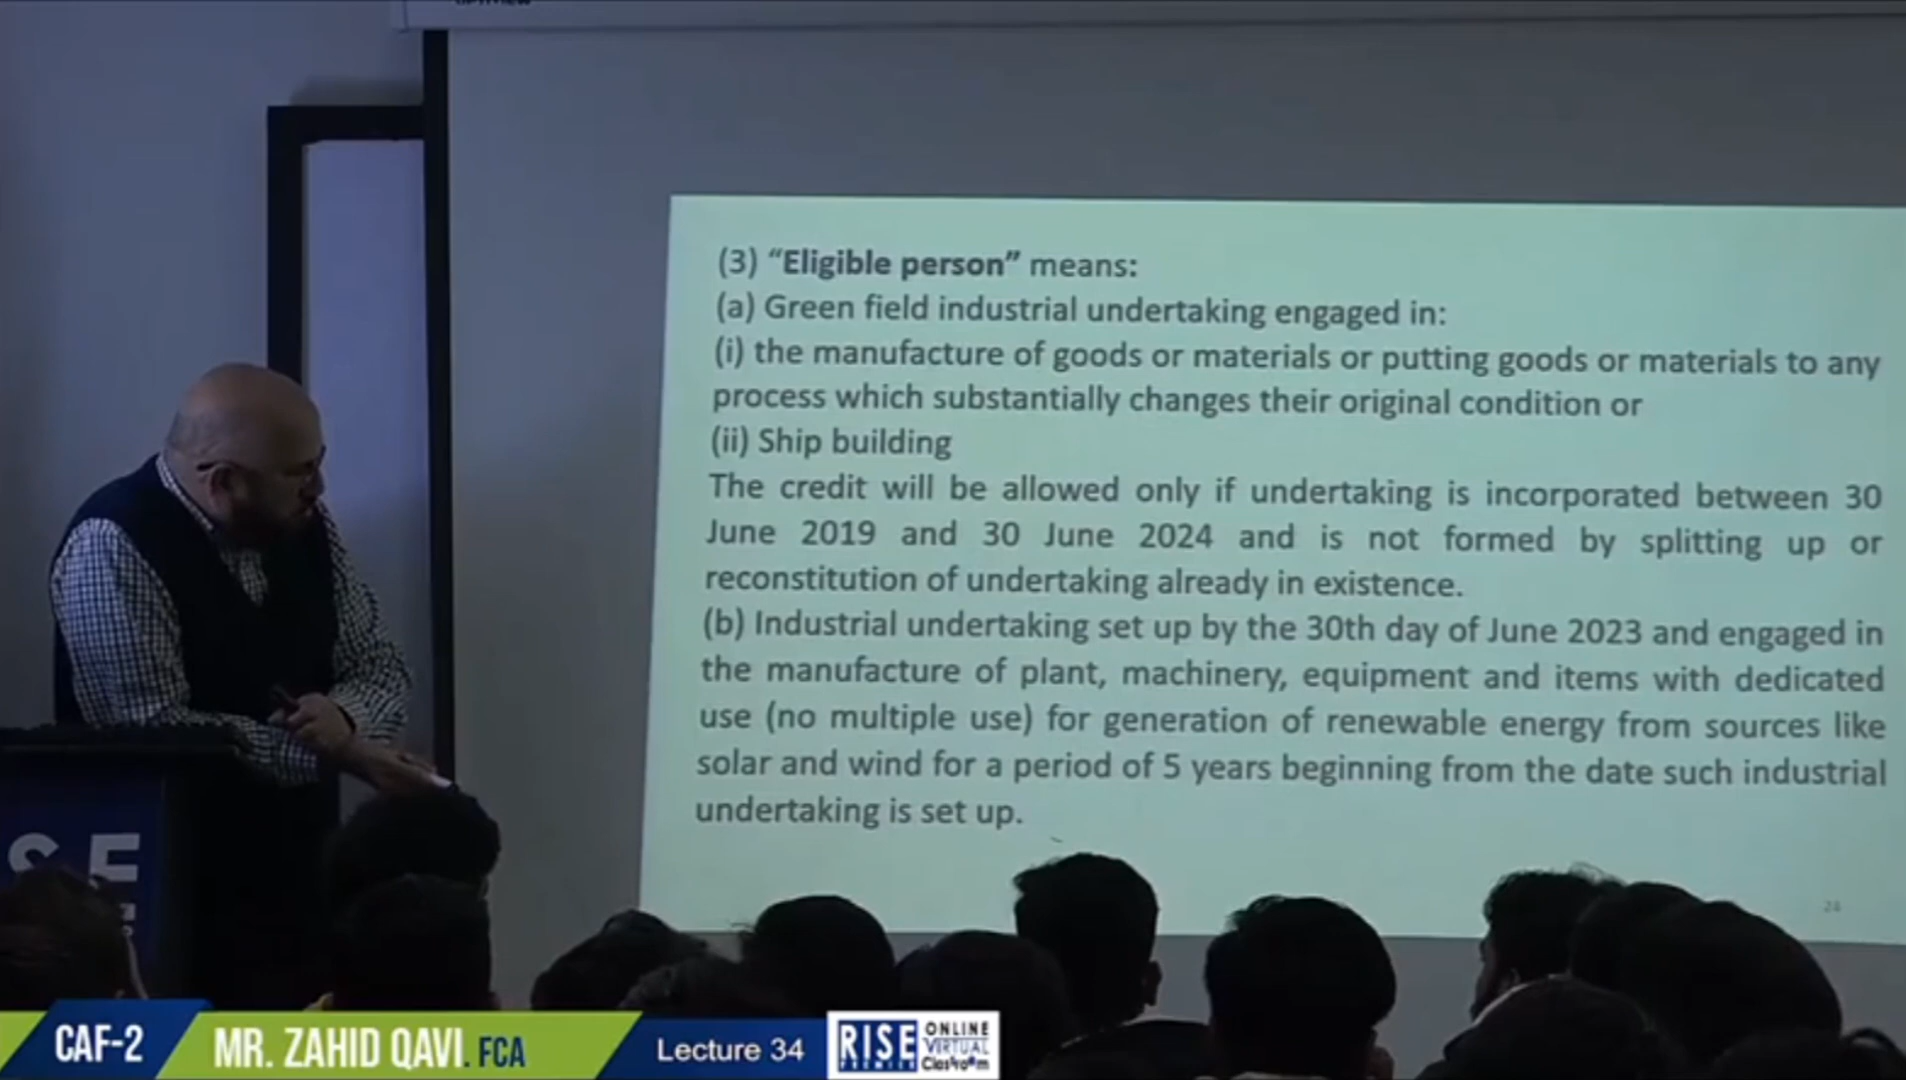 (3) “Eligible person” means:
(a) Green field industrial undertaking engaged in:
(i) the manufacture of goods or materials or putting goods or materials to any
process which substantially changes their original condition or
(ii) Ship building
The credit will be allowed only if undertaking is incorporated between 30
June 2019 and 30 June 2024 and is not formed by splitting up or
reconstitution of undertaking already in existence.
(b) Industrial undertaking set up by the 30th day of June 2023 and engaged in
the manufacture of plant, machinery, equipment and items with dedicated
use (no multiple use) for generation of renewable energy from sources like
solar and wind for a period of 5 years beginning from the date such industrial
undertaking is set up.
S E
CAF-2
MR. ZAHID QAVI. FCA
Lecture 34
RISE
PREMIER
ONLINE
VIRTUAL
Classroom